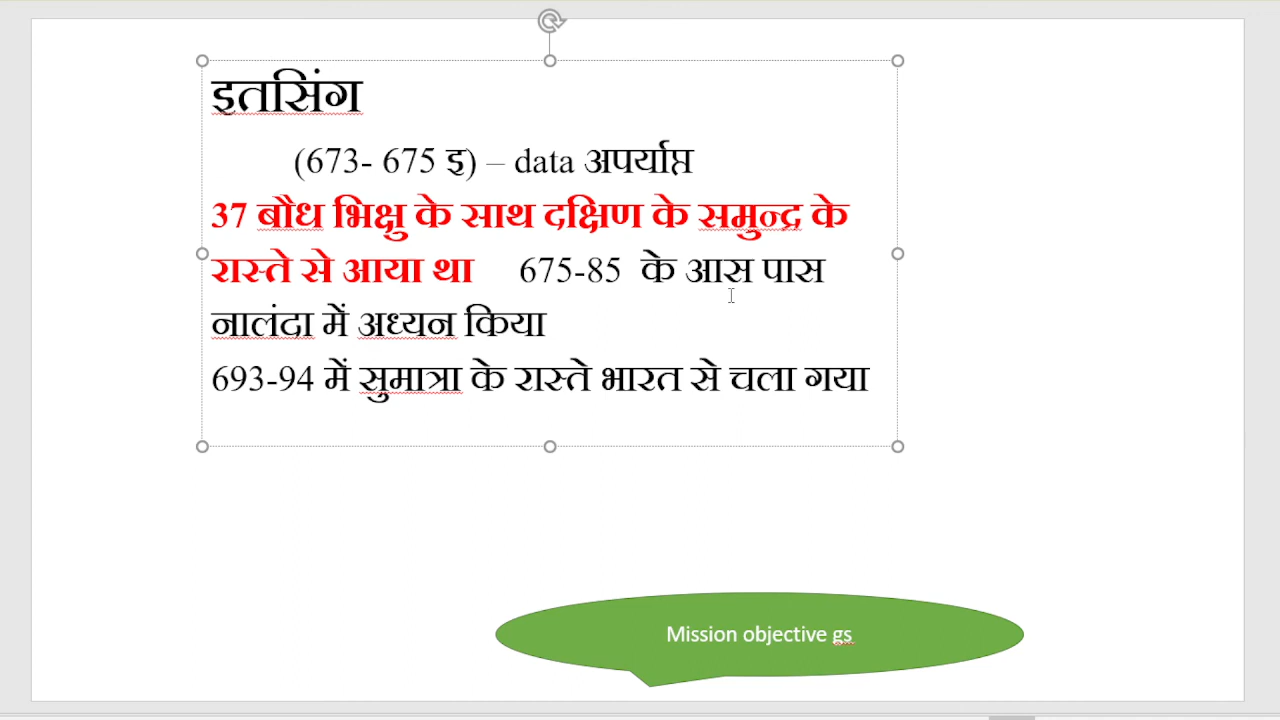 इतसिंग
(673- 675 इ) – data अपर्याप्त
37 बौध भिक्षु के साथ दक्षिण के समुन्द्र के
रास्ते से आया था 675-85 के आस पास
नालंदा में अध्यन किया
693-94 में सुमात्रा के रास्ते भारत से चला गया
Mission objective gs